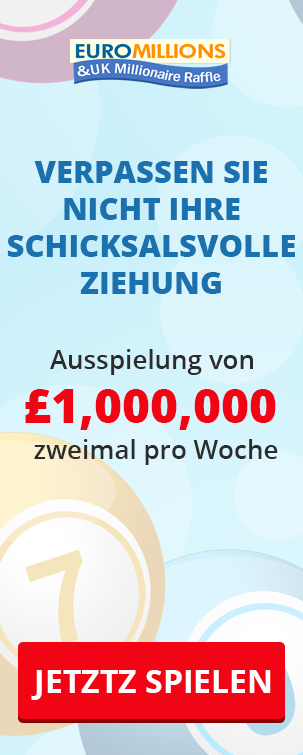 EUROMILLIONS
&UK Millionaire Raffle
VERPASSEN SIE
NICHT IHRE
SCHICKSALSVOLLE
ZIEHUNG
Ausspielung von
£1,000,000
zweimal pro Woche
7
JETZTZ SPIELEN